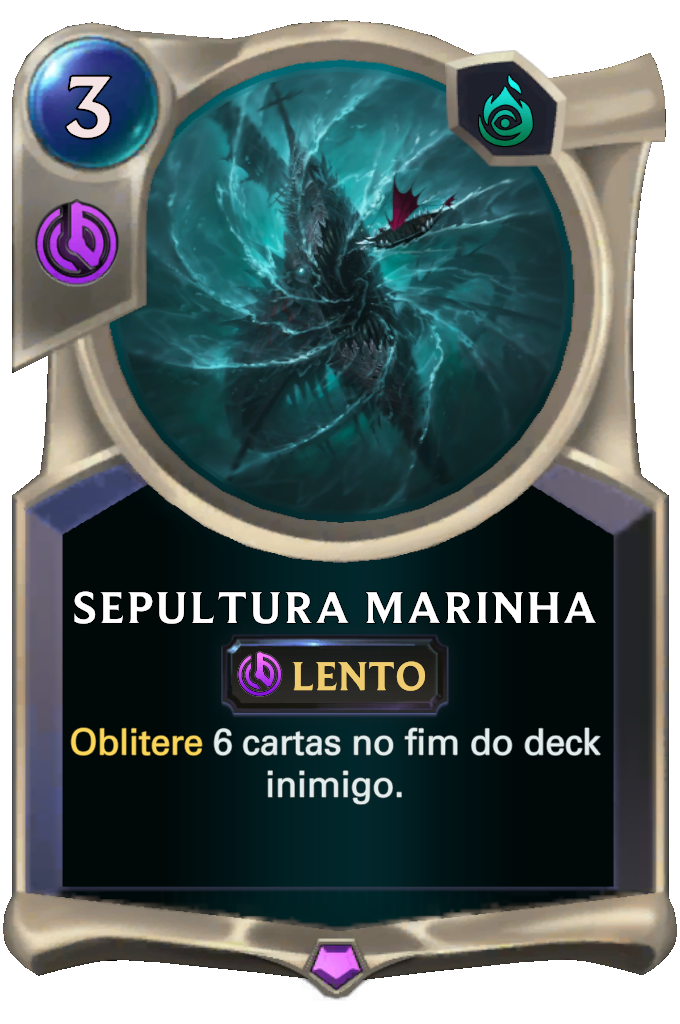 3
SEPULTURA MARINHA
LENTO
Oblitere 6 cartas no fim do deck
inimigo.